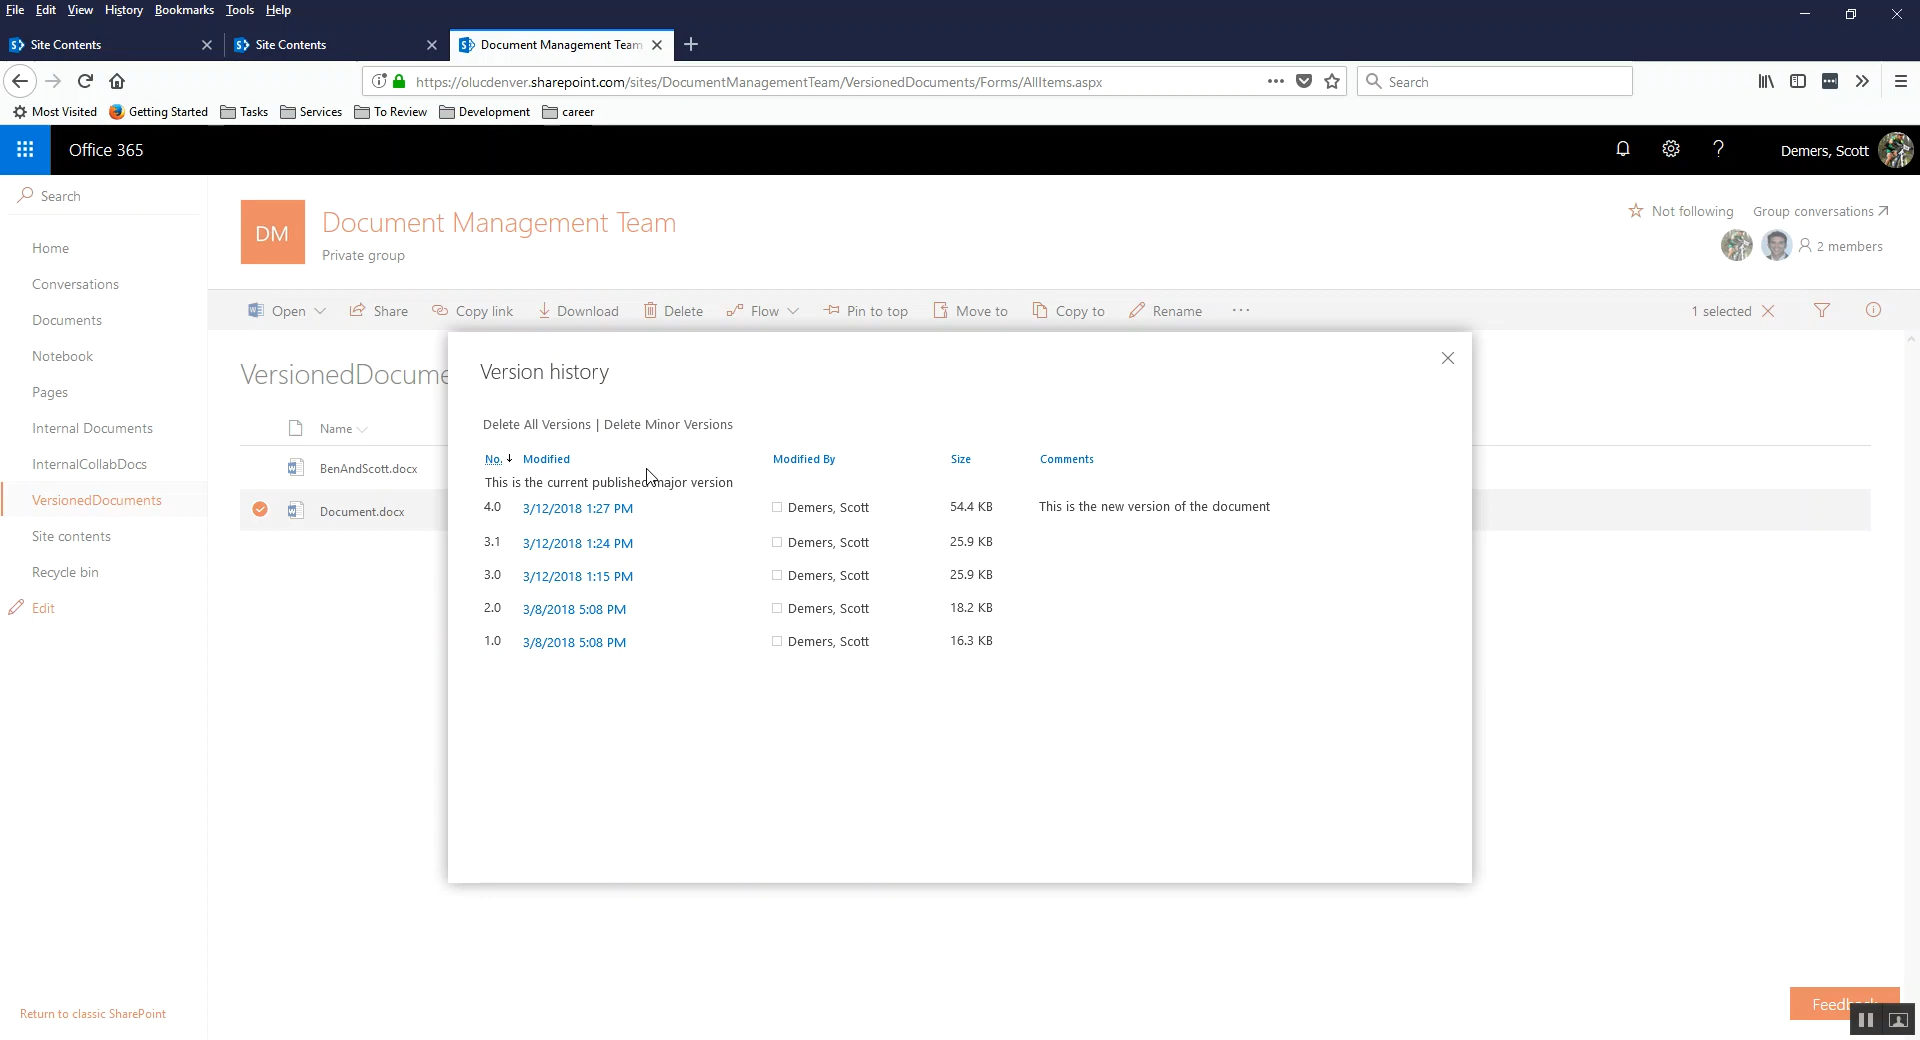 File Edit View History Bookmarks Tools Help
Site Contents
Site Contents
Document Management Team
https://olucdenver.sharepoint.com/sites/DocumentManagementTeam/VersionedDocuments/Forms/AllItems.aspx
Search
Most Visited Getting Started Tasks Services To Review Development career
Office 365
Demers, Scott
Search
Home
Conversations
Documents
Notebook
Pages
Internal Documents
InternalCollabDocs
VersionedDocuments
Site contents
Recycle bin
Edit
Return to classic SharePoint
DM
Document Management Team
Private group
Not following Group conversations
2 members
Open Share Copy link Download Delete Flow Pin to top Move to Copy to Rename 1 selected
VersionedDocume
Name
BenAndScott.docx
Document.docx
Version history
Delete All Versions | Delete Minor Versions
No. Modified Modified By Size Comments
This is the current published major version
4.0 3/12/2018 1:27 PM Demers, Scott 54.4 KB This is the new version of the document
3.1 3/12/2018 1:24 PM Demers, Scott 25.9 KB
3.0 3/12/2018 1:15 PM Demers, Scott 25.9 KB
2.0 3/8/2018 5:08 PM Demers, Scott 18.2 KB
1.0 3/8/2018 5:08 PM Demers, Scott 16.3 KB